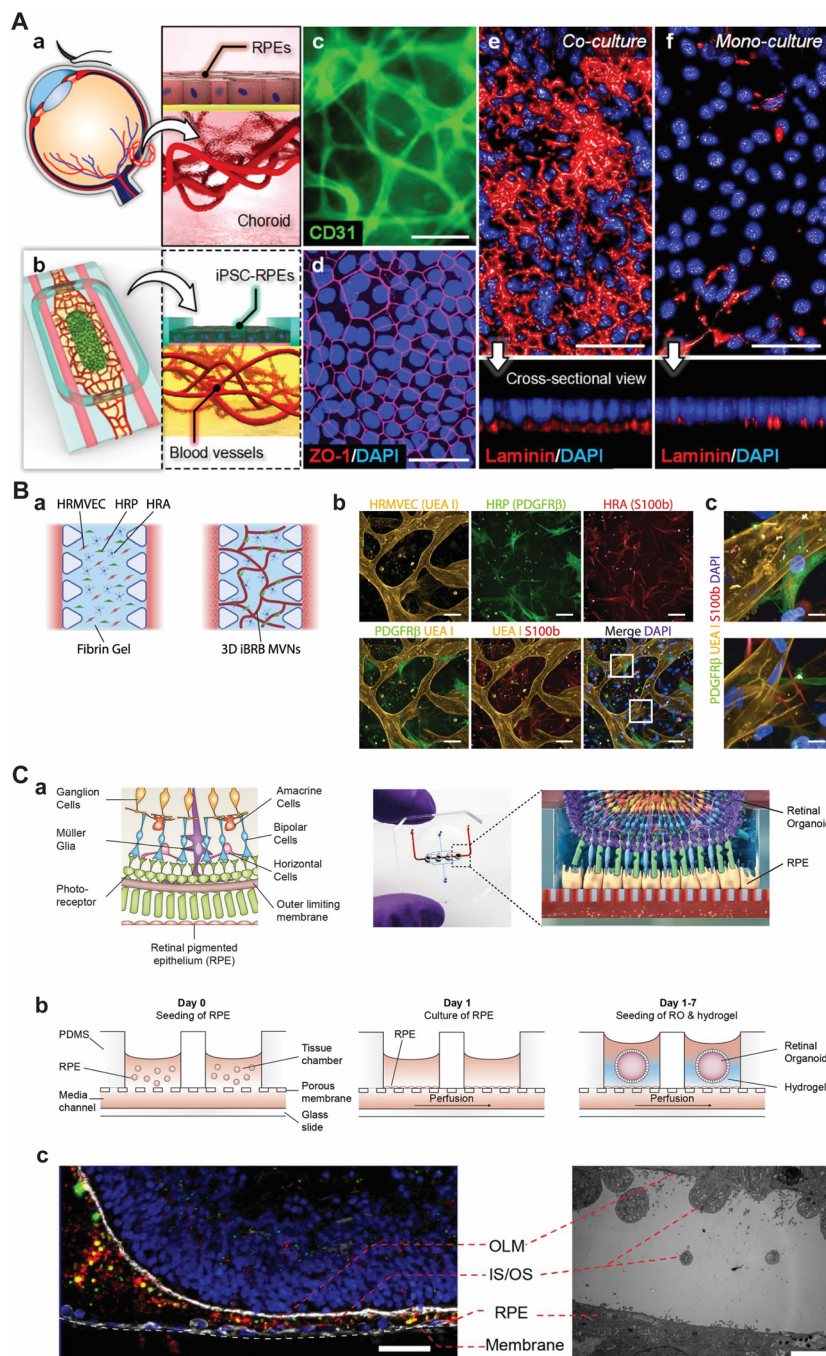 A
a
RPEs
Choroid
c
CD31
e
Co-culture
f
Mono-culture
b
iPSC-RPEs
Blood vessels
d
ZO-1/DAPI
Cross-sectional view
Laminin/DAPI
Laminin/DAPI
B
a
HRMVEC
HRP
HRA
Fibrin Gel
3D iBRB MVNs
b
HRMVEC (UEA I)
HRP (PDGFRβ)
HRA (S100b)
PDGFRβ UEA I
UEA I S100b
Merge DAPI
c
PDGFRβ UEA I S100b DAPI
C
a
Ganglion
Cells
Müller
Glia
Photo-
receptor
Amacrine
Cells
Bipolar
Cells
Horizontal
Cells
Outer limiting
membrane
Retinal pigmented
epithelium (RPE)
Retinal
Organoid
RPE
b
Day 0
Seeding of RPE
PDMS
RPE
Media
channel
Tissue
chamber
Porous
membrane
Glass
slide
Day 1
Culture of RPE
RPE
Perfusion
Day 1-7
Seeding of RO & hydrogel
Retinal
Organoid
Hydrogel
Perfusion
c
OLM
IS/OS
RPE
Membrane